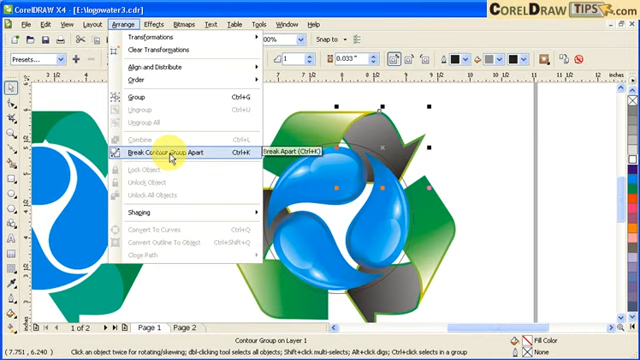 CorelDRAW X4 - [E:\logowater3.cdr]
CORELDRAW TIPS.com
File Edit View Layout Arrange Effects Bitmaps Text Table Tools Window Help
Snap to
Presets... 1 0.033"
Transformations
Clear Transformations
Align and Distribute
Order
Group Ctrl+G
Ungroup
Ungroup All
Combine Ctrl+L
Break Contour Group Apart Ctrl+K
Break Apart (Ctrl+K)
Lock Object
Unlock Object
Unlock All Objects
Shaping
Convert To Curves Ctrl+Q
Convert Outline To Object Ctrl+Shift+Q
Close Path
1 of 2 Page 1 Page 2
Contour Group on Layer 1
Fill Color
(7.751, 6.240) Click an object twice for rotating/skewing; dbl-clicking tool selects all objects; Shift+click multi-selects; Alt+click digs; Ctrl+click selects in a group